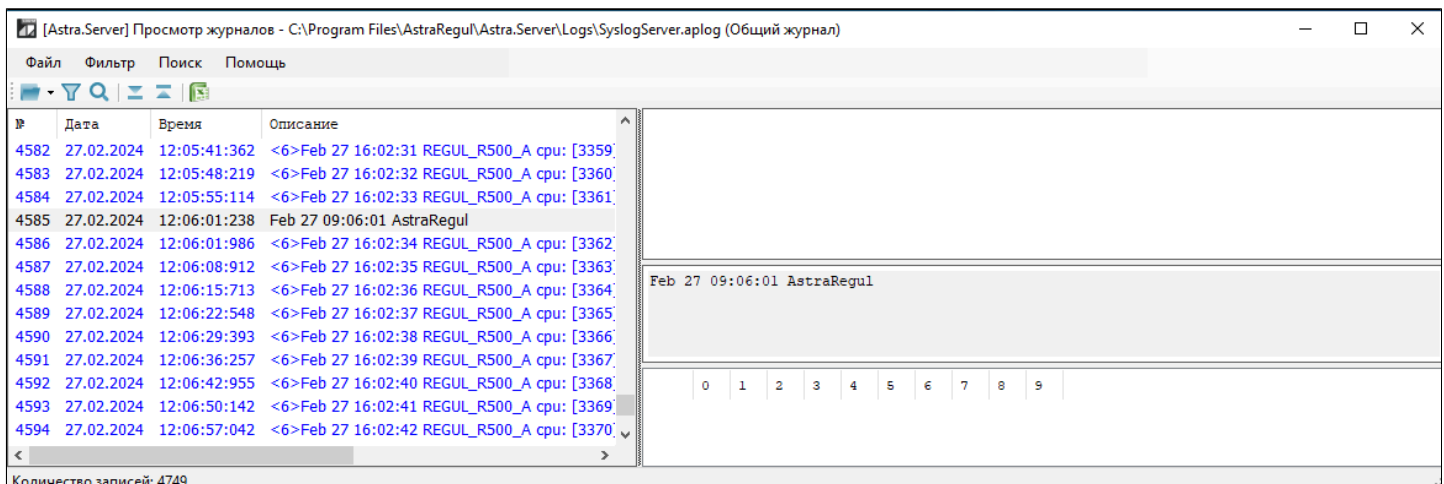 [Astra.Server] Просмотр журналов - C:\Program Files\AstraRegul\Astra.Server\Logs\SyslogServer.aplog (Общий журнал)
Файл Фильтр Поиск Помощь
№ Дата Время Описание
4582 27.02.2024 12:05:41:362 <6>Feb 27 16:02:31 REGUL_R500_A cpu: [3359]
4583 27.02.2024 12:05:48:219 <6>Feb 27 16:02:32 REGUL_R500_A cpu: [3360]
4584 27.02.2024 12:05:55:114 <6>Feb 27 16:02:33 REGUL_R500_A cpu: [3361]
4585 27.02.2024 12:06:01:238 Feb 27 09:06:01 AstraRegul
4586 27.02.2024 12:06:01:986 <6>Feb 27 16:02:34 REGUL_R500_A cpu: [3362]
4587 27.02.2024 12:06:08:912 <6>Feb 27 16:02:35 REGUL_R500_A cpu: [3363]
4588 27.02.2024 12:06:15:713 <6>Feb 27 16:02:36 REGUL_R500_A cpu: [3364]
4589 27.02.2024 12:06:22:548 <6>Feb 27 16:02:37 REGUL_R500_A cpu: [3365]
4590 27.02.2024 12:06:29:393 <6>Feb 27 16:02:38 REGUL_R500_A cpu: [3366]
4591 27.02.2024 12:06:36:257 <6>Feb 27 16:02:39 REGUL_R500_A cpu: [3367]
4592 27.02.2024 12:06:42:955 <6>Feb 27 16:02:40 REGUL_R500_A cpu: [3368]
4593 27.02.2024 12:06:50:142 <6>Feb 27 16:02:41 REGUL_R500_A cpu: [3369]
4594 27.02.2024 12:06:57:042 <6>Feb 27 16:02:42 REGUL_R500_A cpu: [3370]
Feb 27 09:06:01 AstraRegul
0 1 2 3 4 5 6 7 8 9
Количество записей: 4749